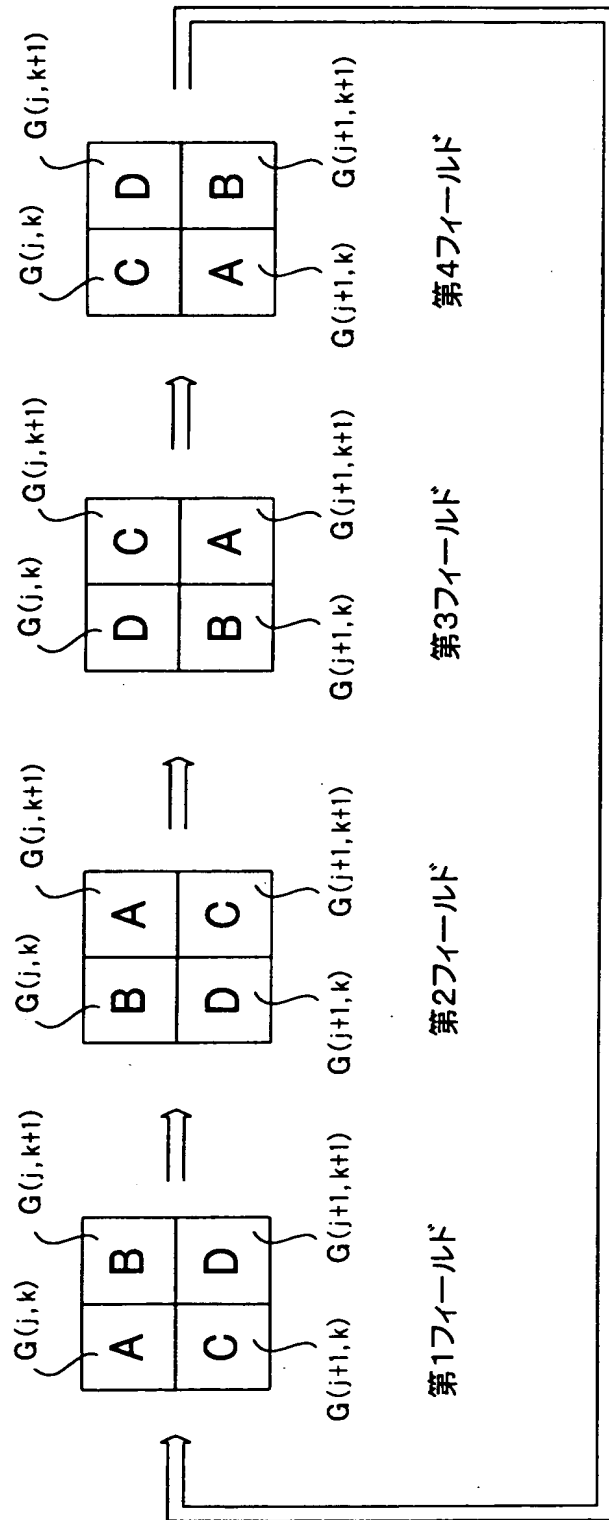 G(j,k) G(j,k+1)
A B
C D
G(j+1,k) G(j+1,k+1)
第1フィールド
G(j,k) G(j,k+1)
B A
D C
G(j+1,k) G(j+1,k+1)
第2フィールド
G(j,k) G(j,k+1)
D C
B A
G(j+1,k) G(j+1,k+1)
第3フィールド
G(j,k) G(j,k+1)
C D
A B
G(j+1,k) G(j+1,k+1)
第4フィールド